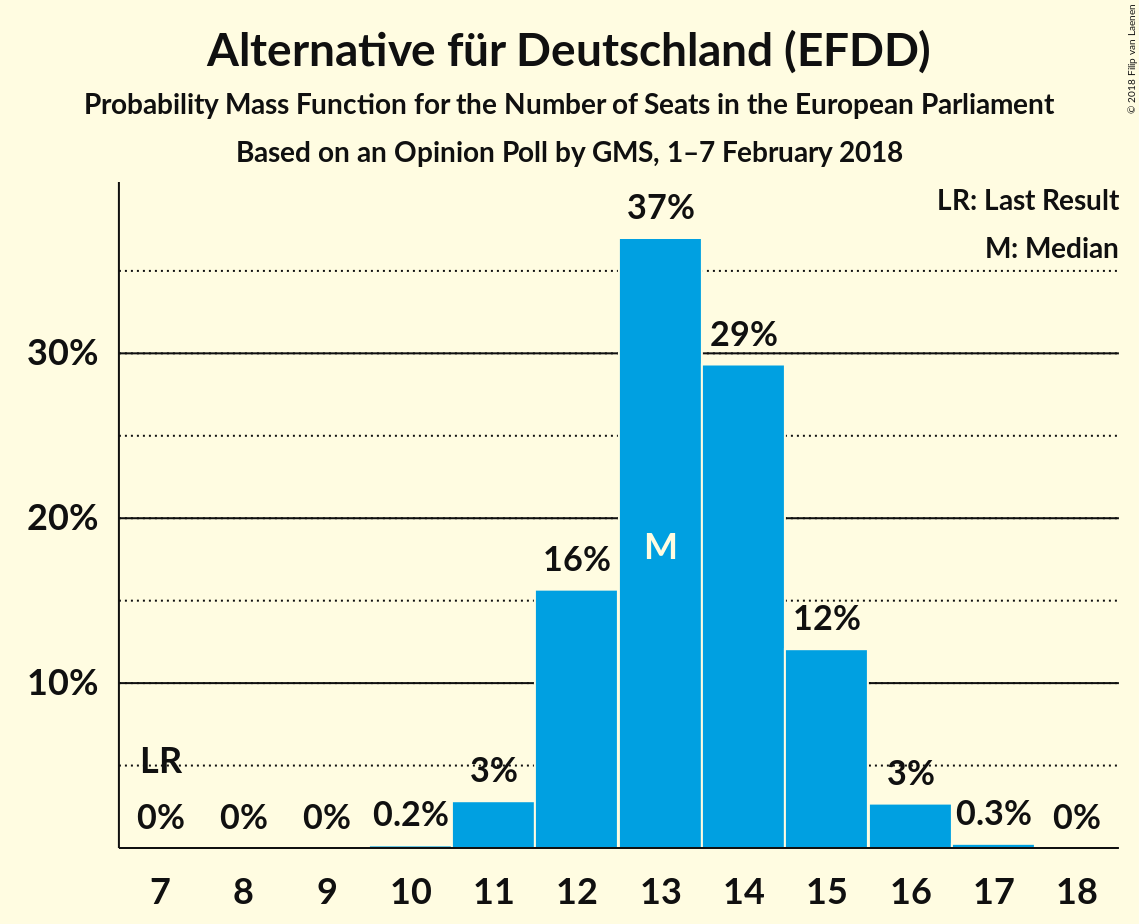 Alternative für Deutschland (EFDD)
Probability Mass Function for the Number of Seats in the European Parliament
Based on an Opinion Poll by GMS, 1–7 February 2018
© 2018 Filip van Laenen
LR: Last Result
M: Median
37%
29%
30%
20%
16%
M
12%
10%
LR
3%
3%
0%
0%
0%
0.2%
0.3%
0%
7 8 9 10 11 12 13 14 15 16 17 18